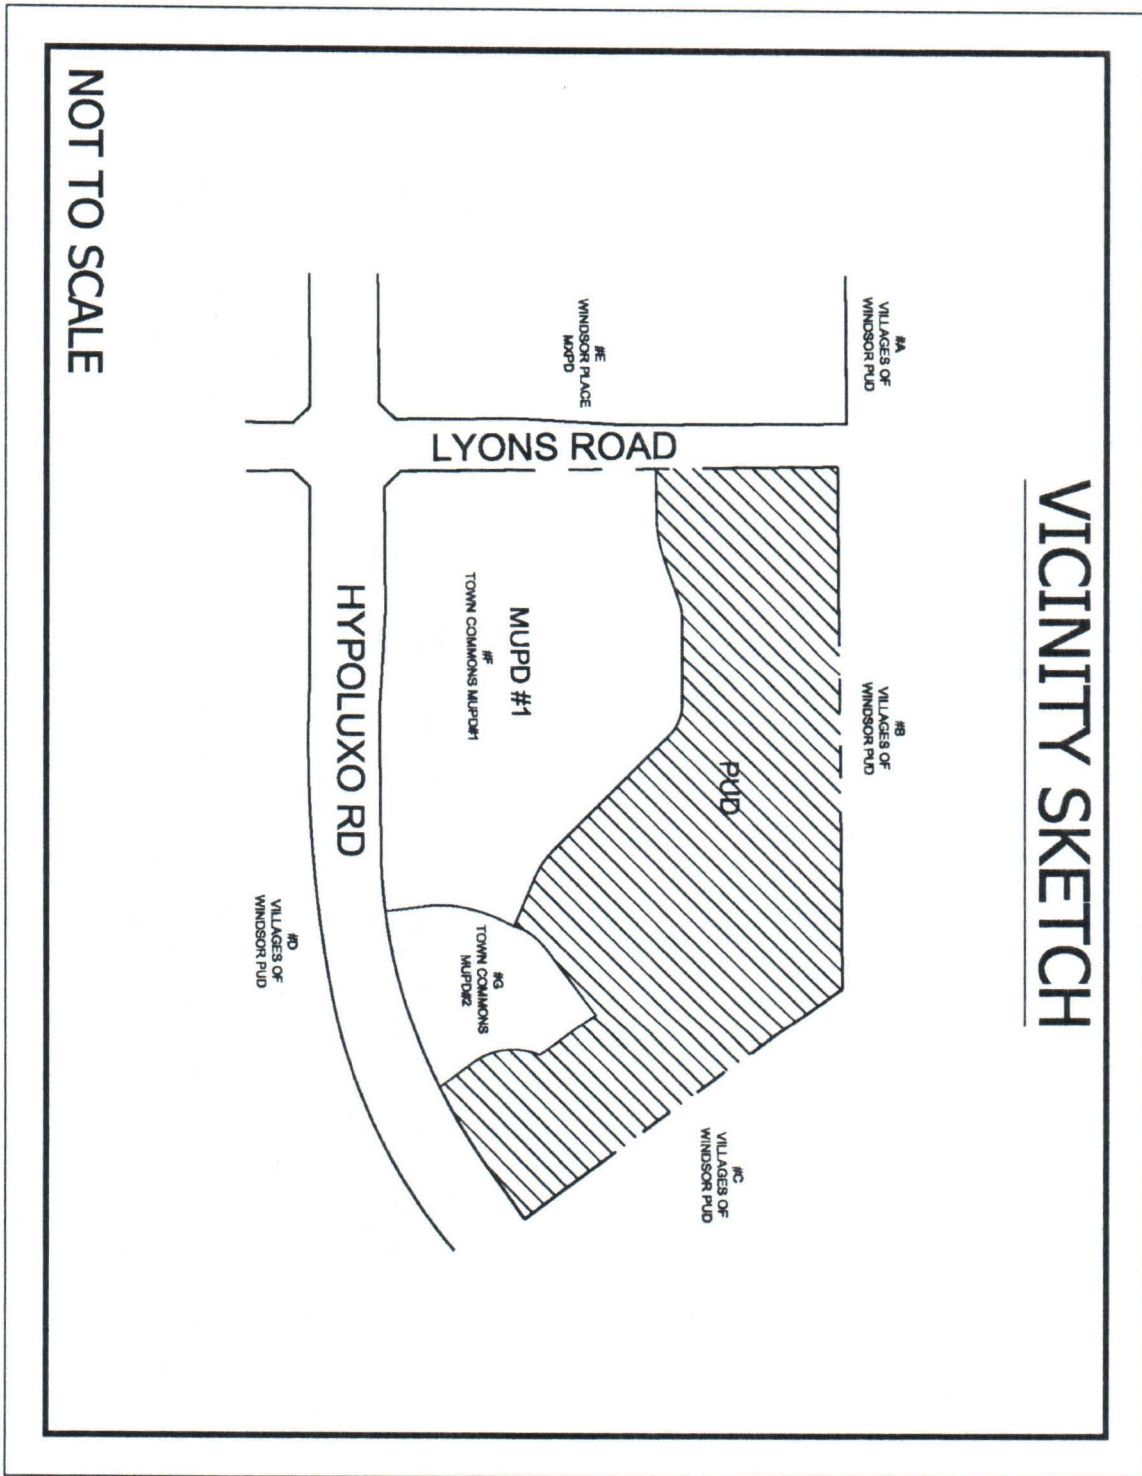 VICINITY SKETCH
#A
VILLAGES OF
WINDSOR PUD
#B
VILLAGES OF
WINDSOR PUD
#E
WINDSOR PLACE
MXPD
LYONS ROAD
PUD
#C
VILLAGES OF
WINDSOR PUD
MUPD #1
#F
TOWN COMMONS MUPD#1
#G
TOWN COMMONS
MUPD#2
HYPOLUXO RD
#D
VILLAGES OF
WINDSOR PUD
NOT TO SCALE